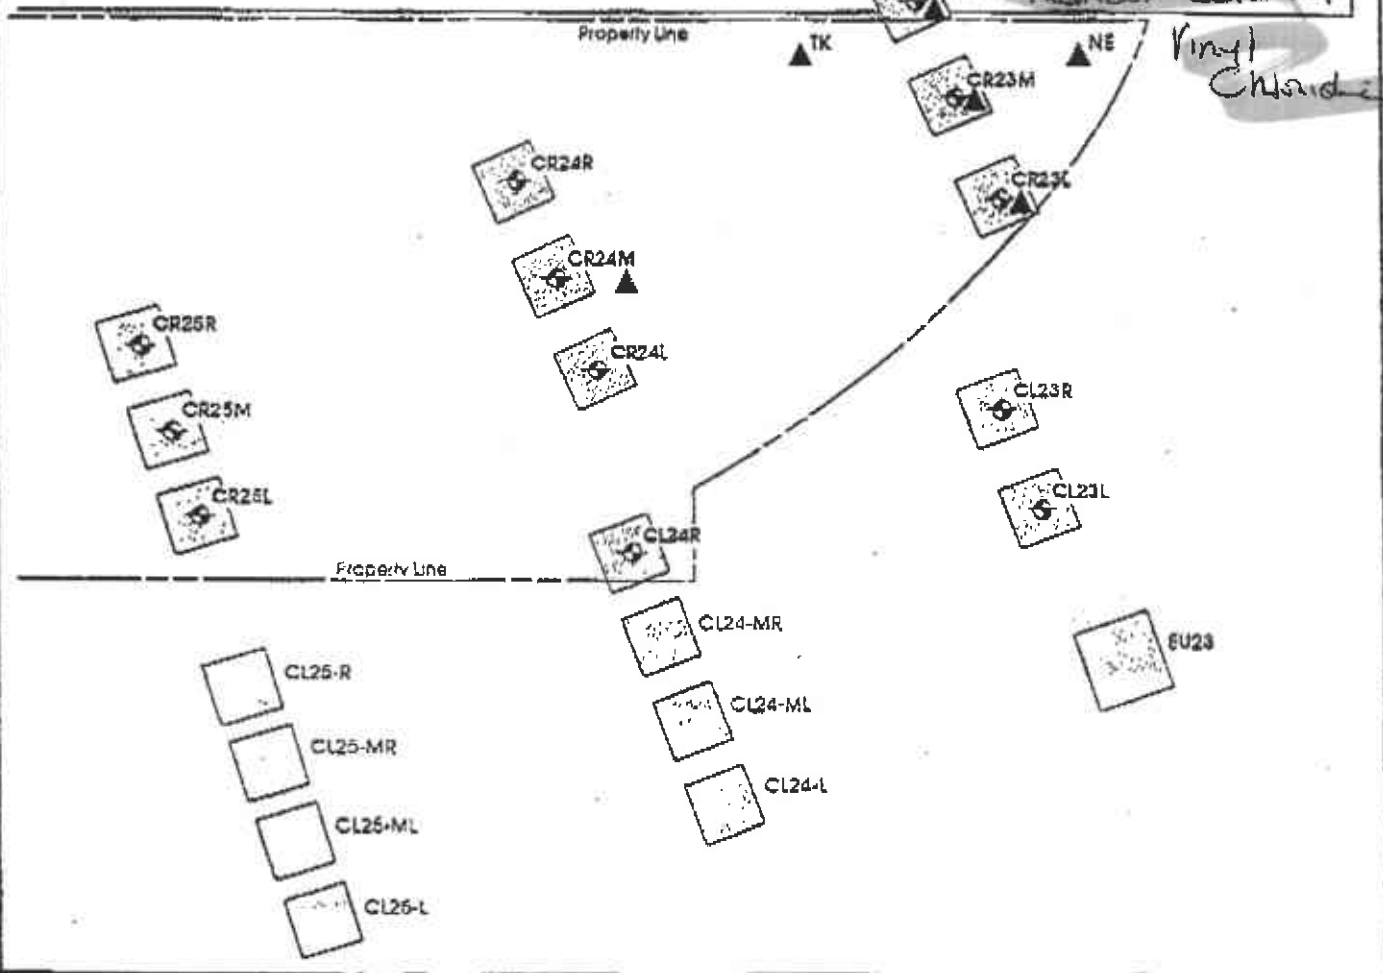 Property Line
TK
NE
Vinyl
Chloride
CR23M
CR24R
CR23L
CR24M
CR25R
CR24L
CL23R
CR25M
CL23L
CR25L
CL24R
Property Line
CL24-MR
EU23
CL25-R
CL24-ML
CL25-MR
CL24-L
CL25-ML
CL25-L